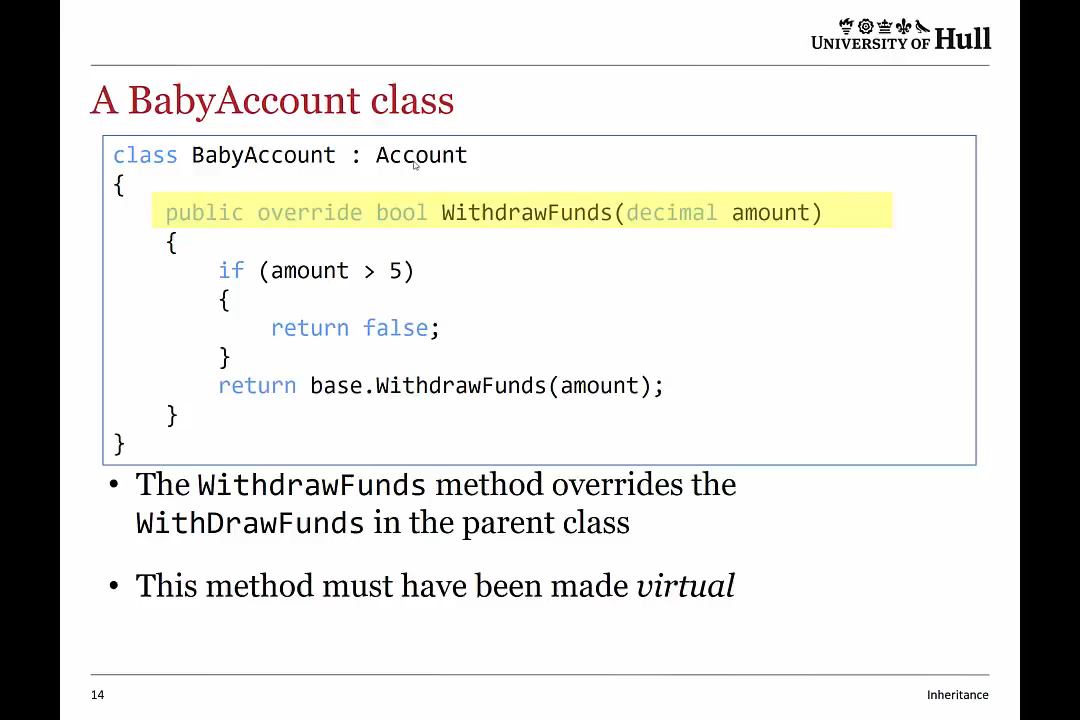 UNIVERSITY OF Hull
A BabyAccount class
class BabyAccount : Account
{
public override bool WithdrawFunds(decimal amount)
{
if (amount > 5)
{
return false;
}
return base.WithdrawFunds(amount);
}
}
• The WithdrawFunds method overrides the
WithDrawFunds in the parent class
• This method must have been made virtual
14
Inheritance